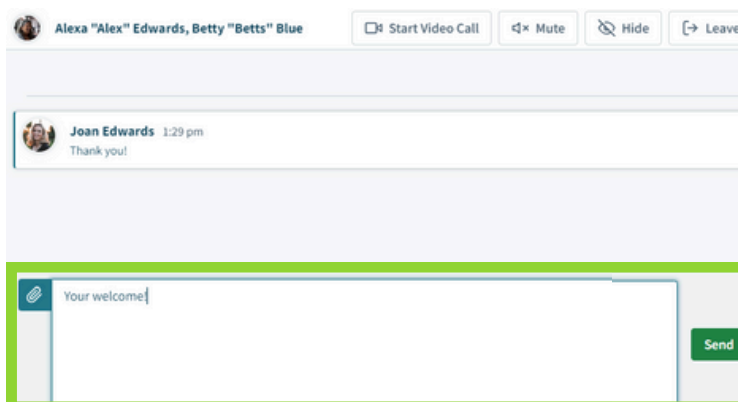 Alexa "Alex" Edwards, Betty "Betts" Blue Start Video Call Mute Hide Leave
Joan Edwards 1:29 pm
Thank you!
Your welcome!
Send